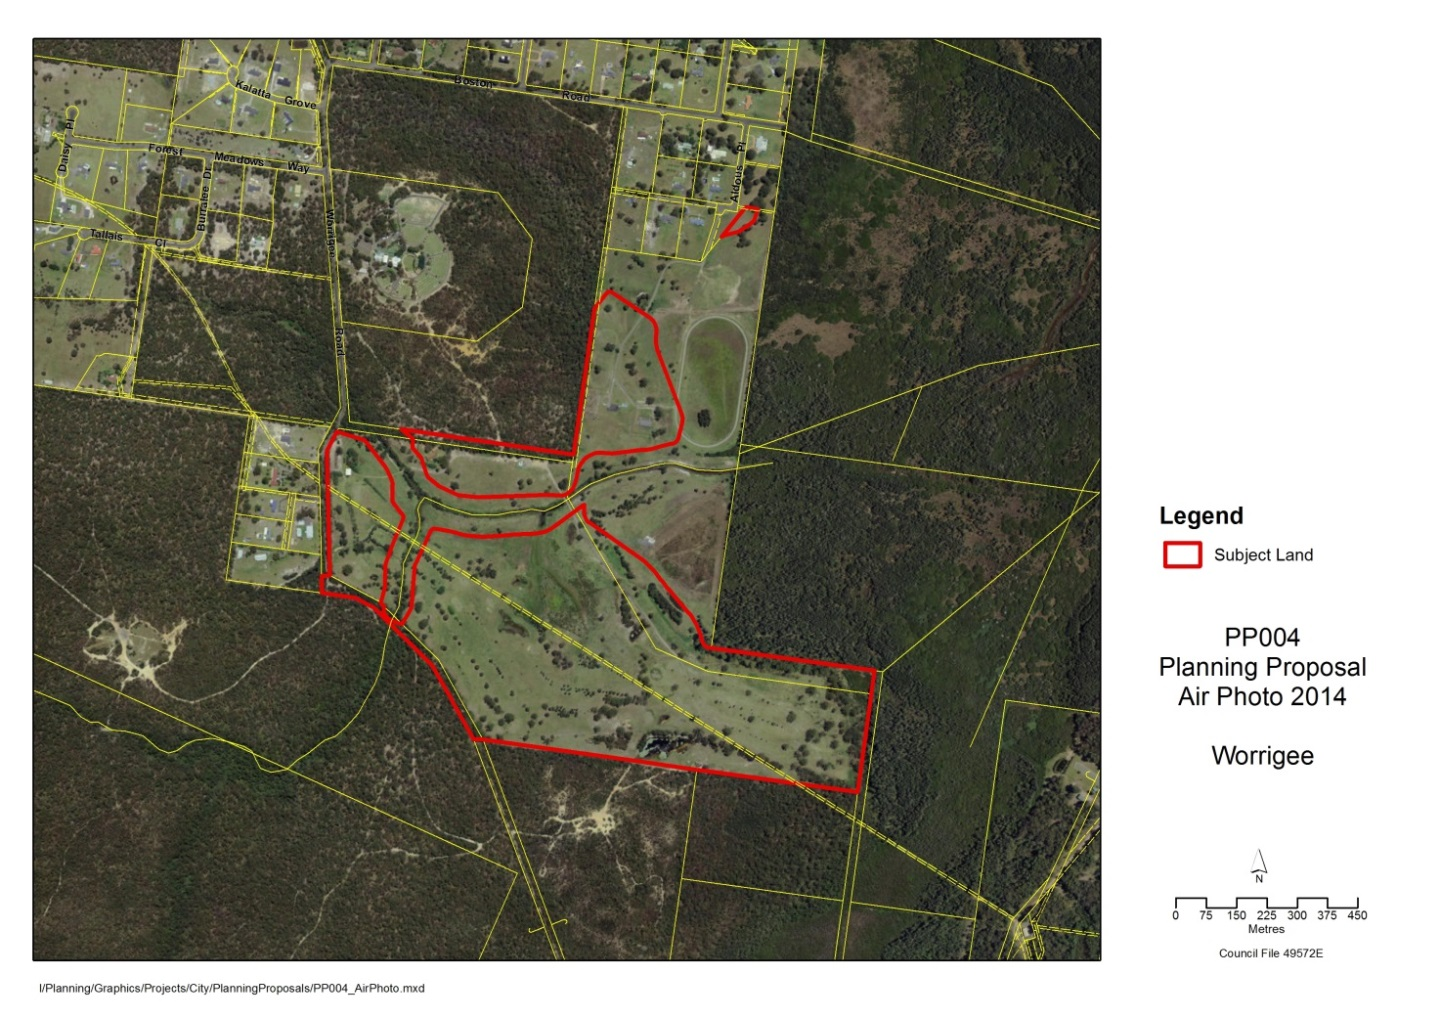 Boston Road
Kalatta Grove
Daisy Pl
Forest Meadows Way
Burralee Dr
Tallais Cl
Worrigee Road
Aldous Pl
Legend
Subject Land
PP004
Planning Proposal
Air Photo 2014
Worrigee
N
0 75 150 225 300 375 450
Metres
Council File 49572E
I/Planning/Graphics/Projects/City/PlanningProposals/PP004_AirPhoto.mxd